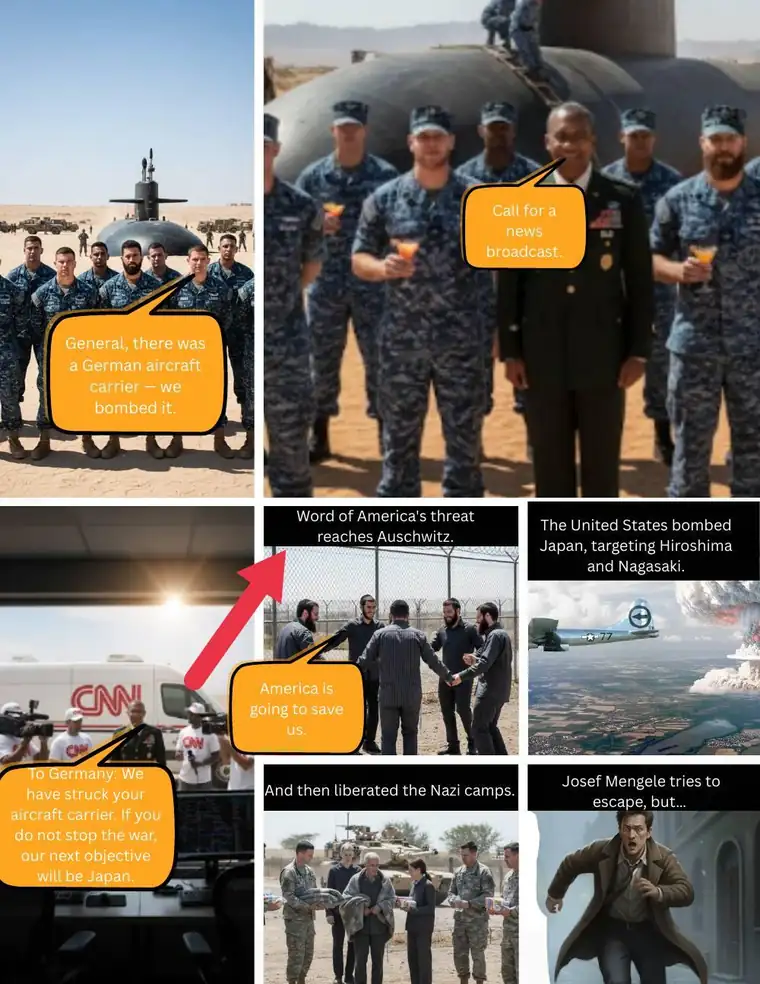 General, there was
a German aircraft
carrier — we
bombed it.
Call for a
news
broadcast.
CNN
CNN
CNN
To Germany: We
have struck your
aircraft carrier. If you
do not stop the war,
our next objective
will be Japan.
Word of America's threat
reaches Auschwitz.
America is
going to save
us.
The United States bombed
Japan, targeting Hiroshima
and Nagasaki.
77
And then liberated the Nazi camps.
Josef Mengele tries to
escape, but...